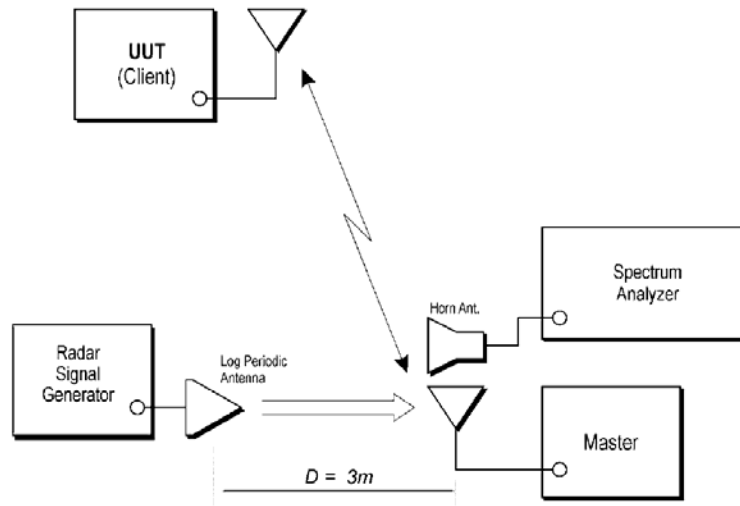 UUT
(Client)
Spectrum
Analyzer
Horn Ant.
Radar
Signal
Generator
Log Periodic
Antenna
Master
D = 3m